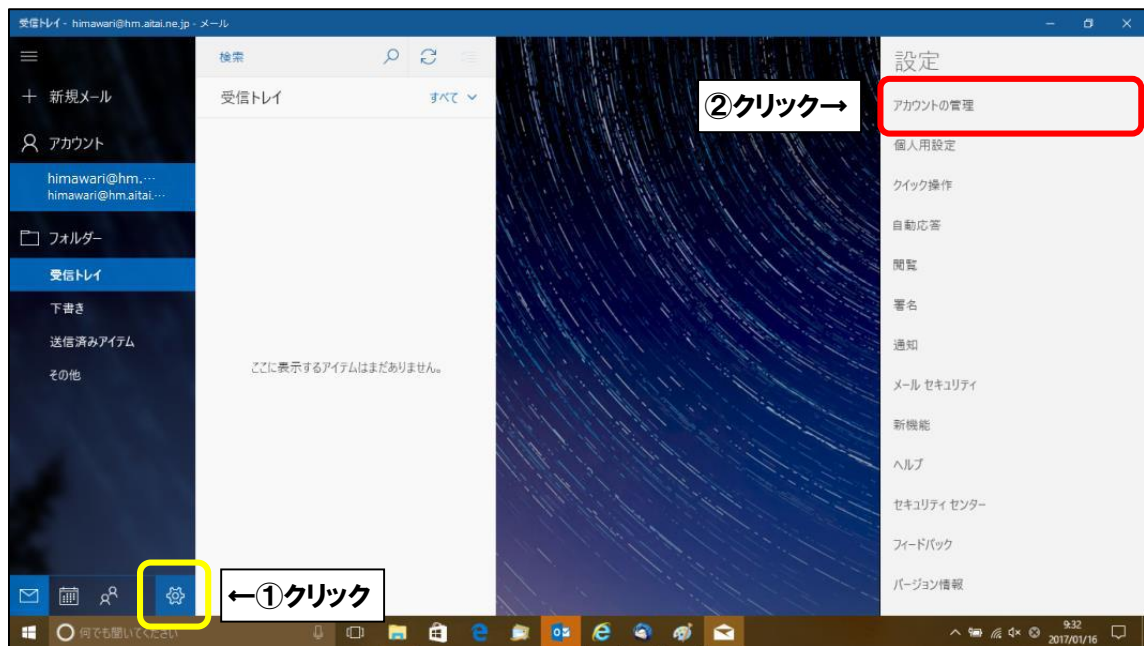 受信トレイ - himawari@hm.aitai.ne.jp - メール
新規メール
アカウント
himawari@hm.…
himawari@hm.aitai.…
フォルダー
受信トレイ
下書き
送信済みアイテム
その他
検索
受信トレイ
すべて
ここに表示するアイテムはまだありません。
②クリック→
設定
アカウントの管理
個人用設定
クイック操作
自動応答
閲覧
署名
通知
メール セキュリティ
新機能
ヘルプ
セキュリティ センター
フィードバック
バージョン情報
←①クリック
何でも聞いてください
9:32
2017/01/16